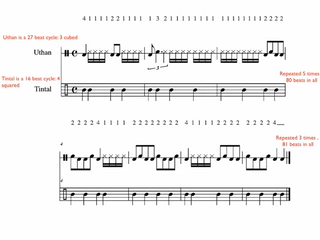 4 1 1 1 1 2 2 1 1 1 1   1   3   2 1   1 1 1 1   1   1 1 1 1 1 1 1 2 2 2 2
Uthan is a 27 beat cycle: 3 cubed
Uthan
3
Tintal is a 16 beat cycle: 4
squared
Repeated 5 times
80 beats in all
Tintal
2 2 2 2 4 1 1 1 1 2 2 2 2 4 1 1 1 1 2 2 2 2 4 1 1 1 1 2 2 2 2 4
Repeated 3 times...
81 beats in all
4
4